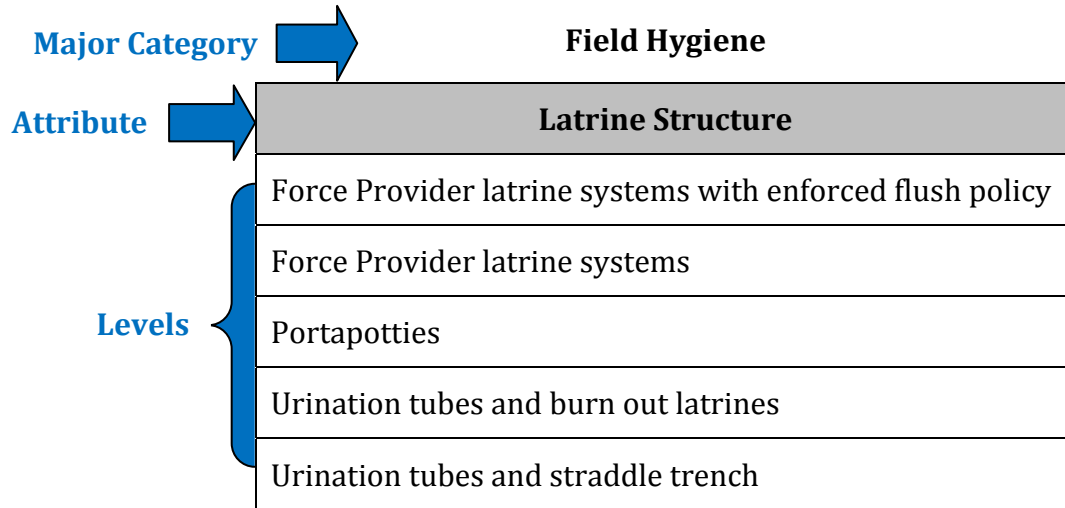 Major Category
Field Hygiene
Attribute
Latrine Structure
Force Provider latrine systems with enforced flush policy
Force Provider latrine systems
Levels
Portapotties
Urination tubes and burn out latrines
Urination tubes and straddle trench